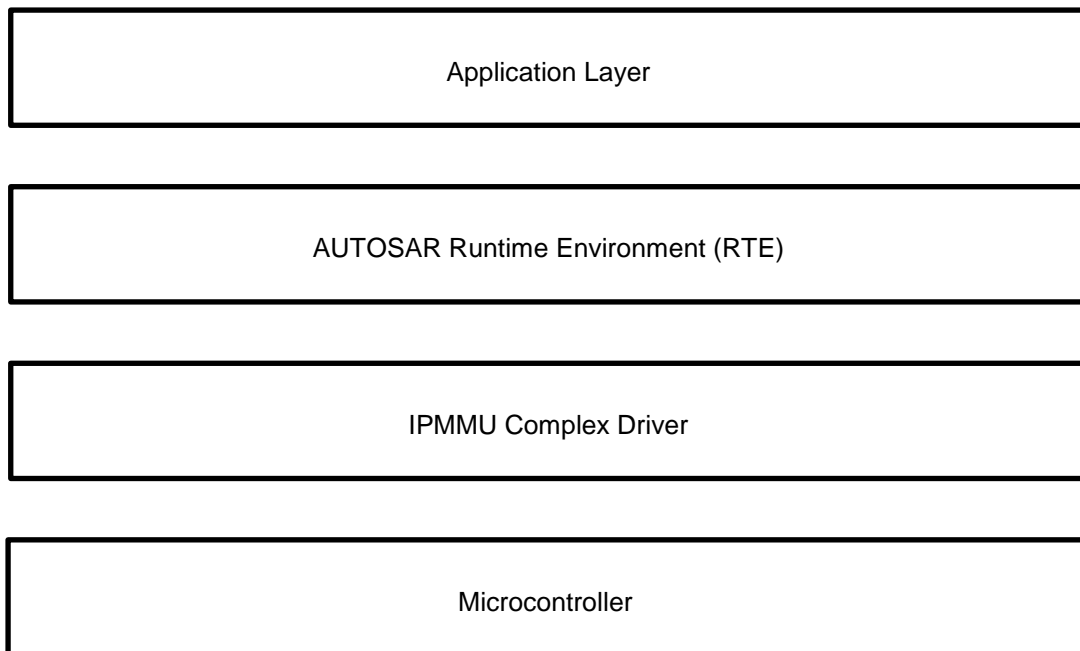 Application Layer
AUTOSAR Runtime Environment (RTE)
IPMMU Complex Driver
Microcontroller